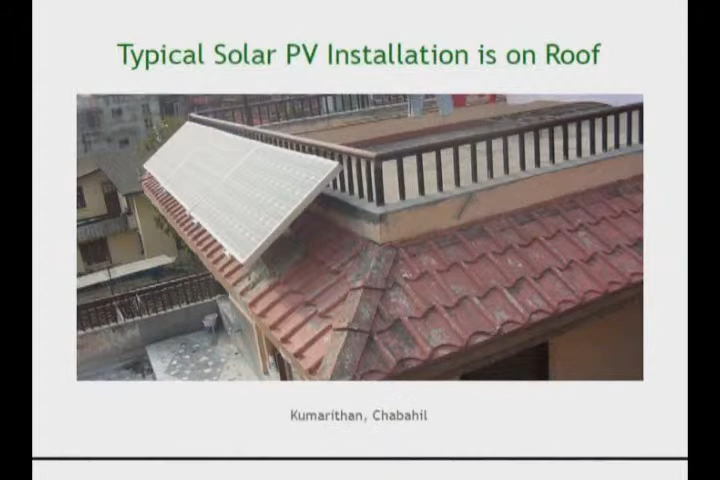 Typical Solar PV Installation is on Roof
Kumarithan, Chabahil